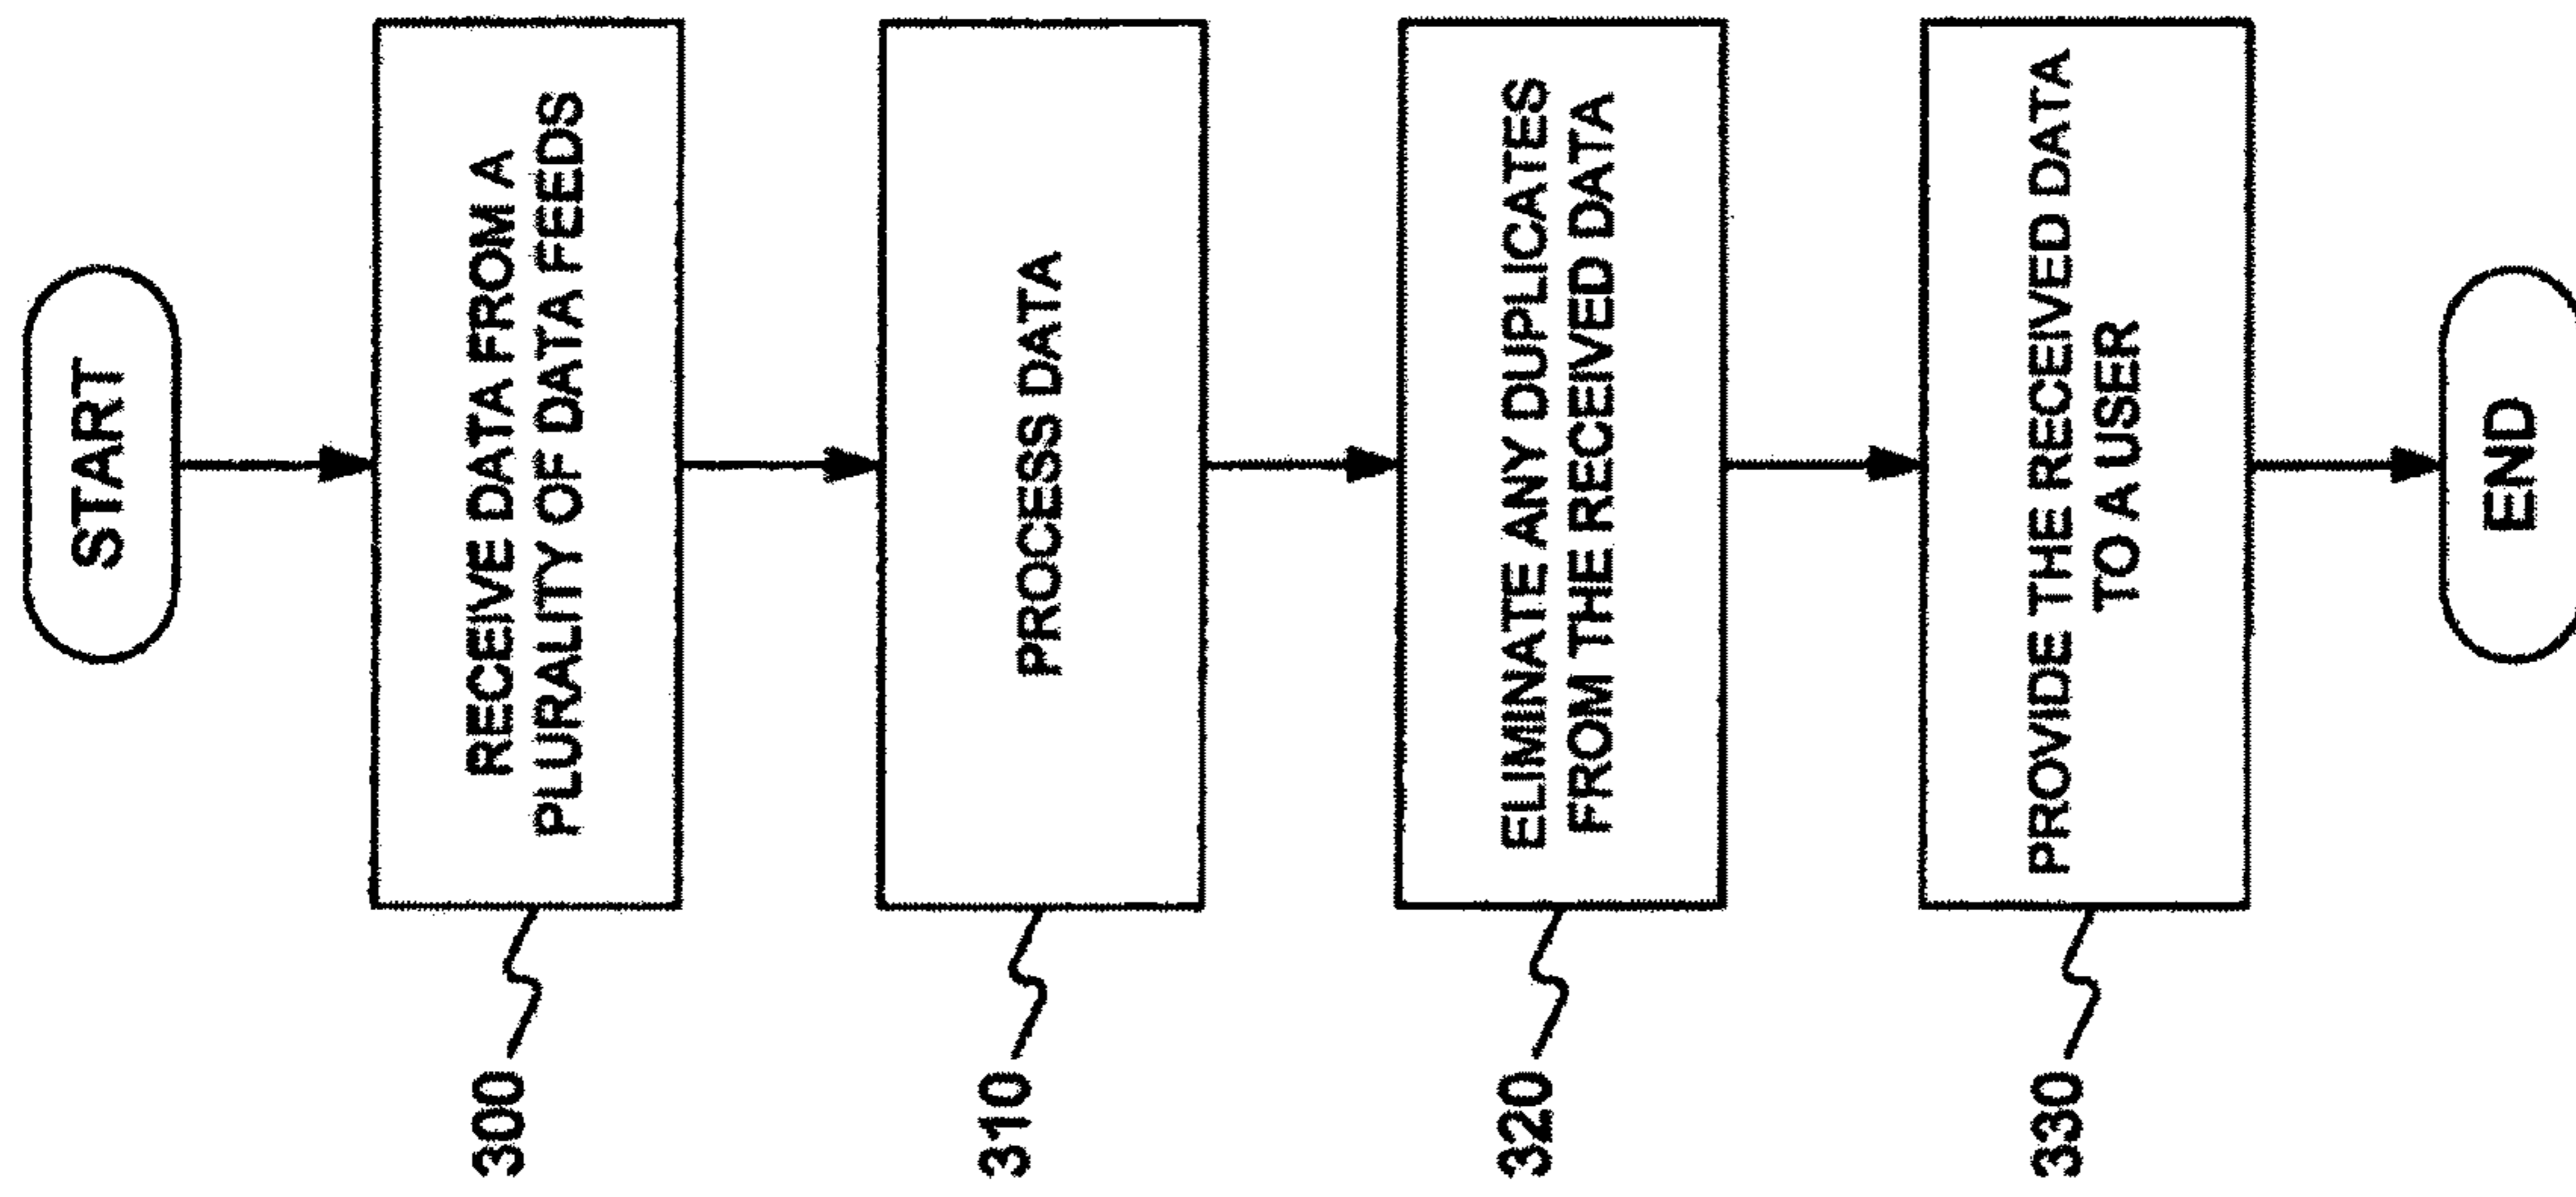 START
300
RECEIVE DATA FROM A
PLURALITY OF DATA FEEDS
310
PROCESS DATA
320
ELIMINATE ANY DUPLICATES
FROM THE RECEIVED DATA
330
PROVIDE THE RECEIVED DATA
TO A USER
END